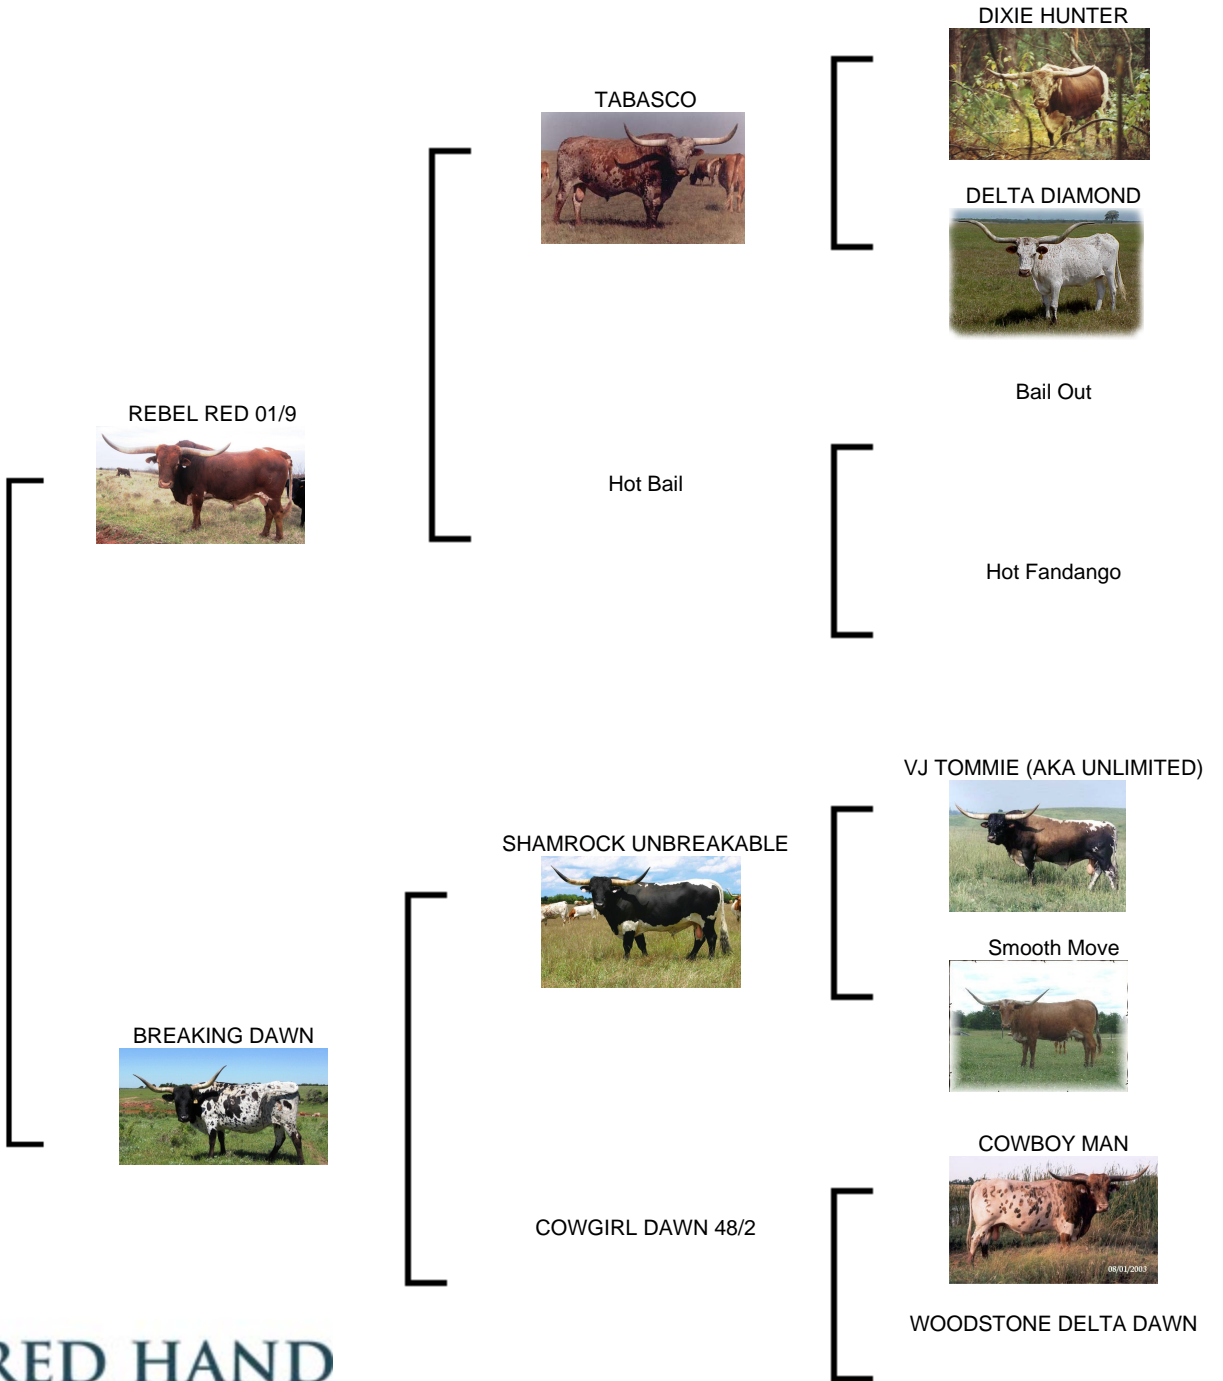 DIXIE HUNTER
TABASCO
DELTA DIAMOND
Bail Out
REBEL RED 01/9
Hot Bail
Hot Fandango
VJ TOMMIE (AKA UNLIMITED)
SHAMROCK UNBREAKABLE
Smooth Move
BREAKING DAWN
COWBOY MAN
COWGIRL DAWN 48/2
08/01/2003
WOODSTONE DELTA DAWN
RED HAND